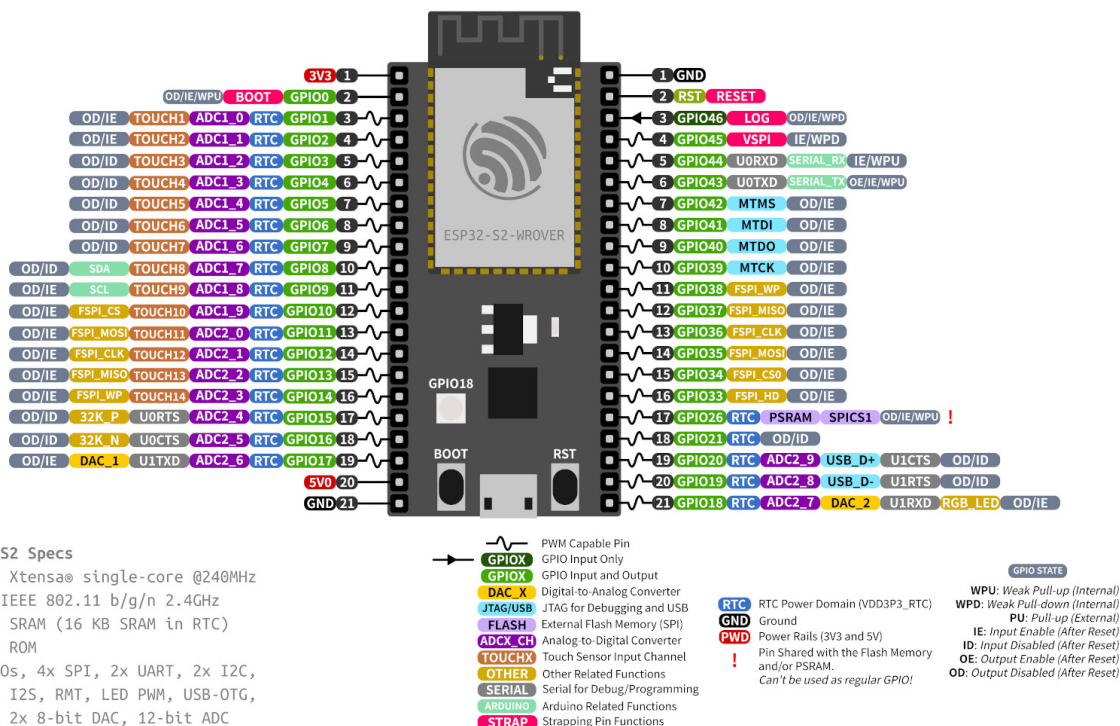 3V3 1
OD/IE/WPU BOOT GPIO0 2
OD/IE TOUCH1 ADC1_0 RTC GPIO1 3
OD/IE TOUCH2 ADC1_1 RTC GPIO2 4
OD/ID TOUCH3 ADC1_2 RTC GPIO3 5
OD/ID TOUCH4 ADC1_3 RTC GPIO4 6
OD/ID TOUCH5 ADC1_4 RTC GPIO5 7
OD/ID TOUCH6 ADC1_5 RTC GPIO6 8
OD/ID TOUCH7 ADC1_6 RTC GPIO7 9
OD/ID SDA TOUCH8 ADC1_7 RTC GPIO8 10
OD/IE SCL TOUCH9 ADC1_8 RTC GPIO9 11
OD/IE FSPI_CS TOUCH10 ADC1_9 RTC GPIO10 12
OD/IE FSPI_MOSI TOUCH11 ADC2_0 RTC GPIO11 13
OD/IE FSPI_CLK TOUCH12 ADC2_1 RTC GPIO12 14
OD/IE FSPI_MISO TOUCH13 ADC2_2 RTC GPIO13 15
OD/IE FSPI_WP TOUCH14 ADC2_3 RTC GPIO14 16
OD/ID 32K_P U0RTS ADC2_4 RTC GPIO15 17
OD/ID 32K_N U0CTS ADC2_5 RTC GPIO16 18
OD/IE DAC_1 U1TXD ADC2_6 RTC GPIO17 19
5V0 20
GND 21
ESP32-S2-WROVER
GPIO18
BOOT
RST
1 GND
2 RST RESET
3 GPIO46 LOG OD/IE/WPD
4 GPIO45 VSPI IE/WPD
5 GPIO44 U0RXD SERIAL_RX IE/WPU
6 GPIO43 U0TXD SERIAL_TX OE/IE/WPU
7 GPIO42 MTMS OD/IE
8 GPIO41 MTDI OD/IE
9 GPIO40 MTDO OD/IE
10 GPIO39 MTCK OD/IE
11 GPIO38 FSPI_WP OD/IE
12 GPIO37 FSPI_MISO OD/IE
13 GPIO36 FSPI_CLK OD/IE
14 GPIO35 FSPI_MOSI OD/IE
15 GPIO34 FSPI_CS0 OD/IE
16 GPIO33 FSPI_HD OD/IE
17 GPIO26 RTC PSRAM SPICS1 OD/IE/WPU !
18 GPIO21 RTC OD/ID
19 GPIO20 RTC ADC2_9 USB_D+ U1CTS OD/ID
20 GPIO19 RTC ADC2_8 USB_D- U1RTS OD/ID
21 GPIO18 RTC ADC2_7 DAC_2 U1RXD RGB_LED OD/IE
S2 Specs
Xtensa® single-core @240MHz
IEEE 802.11 b/g/n 2.4GHz
SRAM (16 KB SRAM in RTC)
ROM
Os, 4x SPI, 2x UART, 2x I2C,
I2S, RMT, LED PWM, USB-OTG,
2x 8-bit DAC, 12-bit ADC
PWM Capable Pin
GPIOX GPIO Input Only
GPIOX GPIO Input and Output
DAC_X Digital-to-Analog Converter
JTAG/USB JTAG for Debugging and USB
FLASH External Flash Memory (SPI)
ADCX_CH Analog-to-Digital Converter
TOUCHX Touch Sensor Input Channel
OTHER Other Related Functions
SERIAL Serial for Debug/Programming
ARDUINO Arduino Related Functions
STRAP Strapping Pin Functions
RTC RTC Power Domain (VDD3P3_RTC)
GND Ground
PWD Power Rails (3V3 and 5V)
! Pin Shared with the Flash Memory
and/or PSRAM.
Can't be used as regular GPIO!
GPIO STATE
WPU: Weak Pull-up (Internal)
WPD: Weak Pull-down (Internal)
PU: Pull-up (External)
IE: Input Enable (After Reset)
ID: Input Disabled (After Reset)
OE: Output Enable (After Reset)
OD: Output Disabled (After Reset)